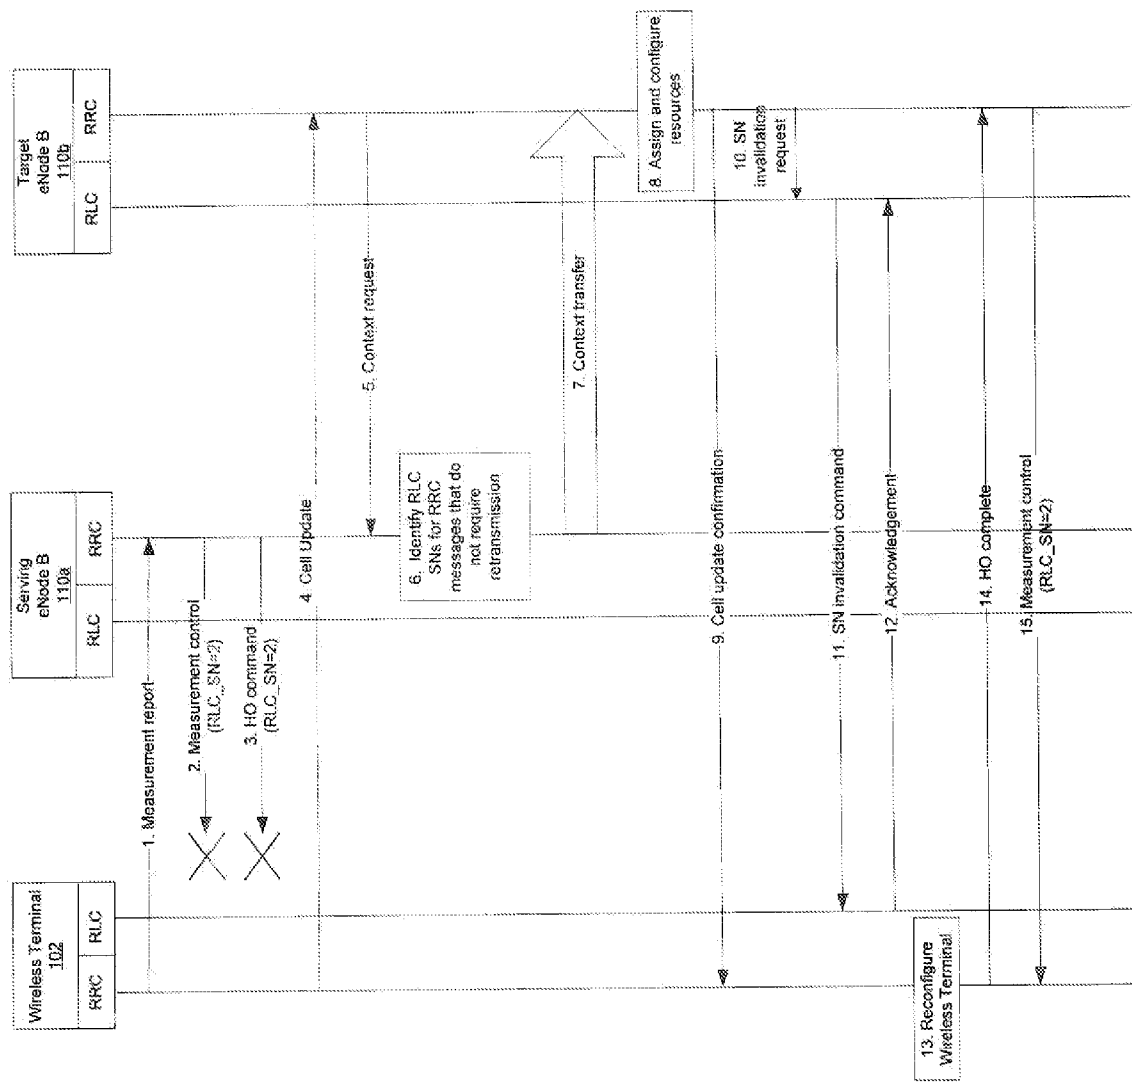 Wireless Terminal
102
RRC
RLC
Serving
eNode B
110a
RLC
RRC
Target
eNode B
110b
RLC
RRC
1. Measurement report
2. Measurement control
(RLC_SN=2)
3. HO command
(RLC_SN=2)
4. Cell Update
5. Context request
6. Identify RLC
SNs for RRC
messages that do
not require
retransmission
7. Context transfer
8. Assign and configure
resources
9. Cell update confirmation
10. SN
invalidation
request
11. SN invalidation command
12. Acknowledgement
13. Reconfigure
Wireless Terminal
14. HO complete
15. Measurement control
(RLC_SN=2)